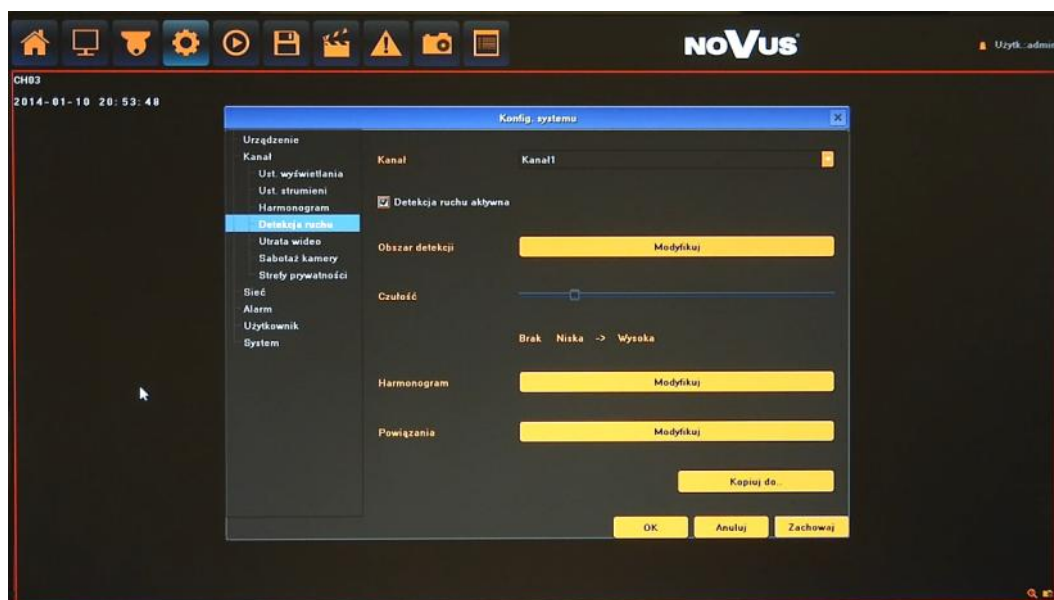 NOVUS
Użytk.:admin
CH03
2014-01-10 20:53:48
Konfig. systemu
Urządzenie
Kanał
Ust. wyświetlania
Ust. strumieni
Harmonogram
Detekcja ruchu
Utrata wideo
Sabotaż kamery
Strefy prywatności
Sieć
Alarm
Użytkownik
System
Kanał Kanał1
Detekcja ruchu aktywna
Obszar detekcji Modyfikuj
Czułość
Brak Niska -> Wysoka
Harmonogram Modyfikuj
Powiązania Modyfikuj
Kopiuj do..
OK Anuluj Zachowaj